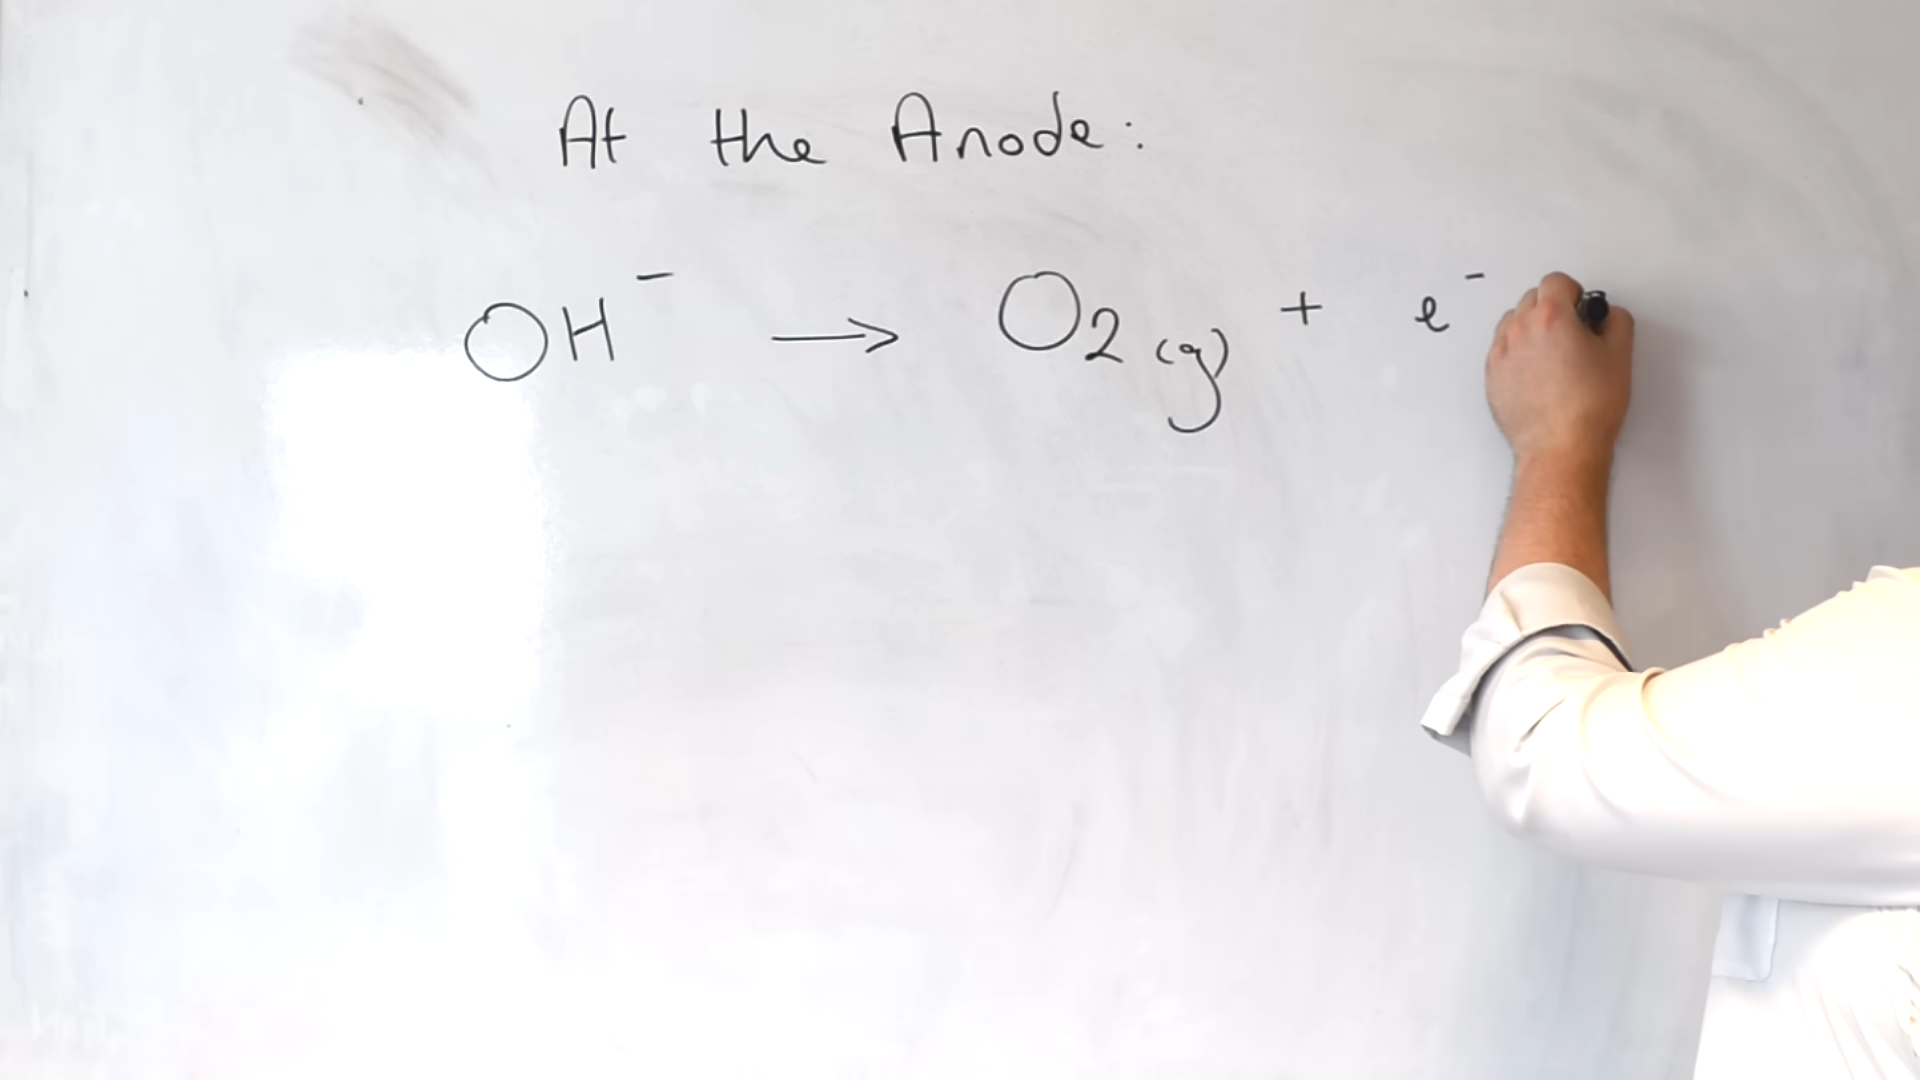 At the Anode:
OH⁻ → O₂ (g) + e⁻